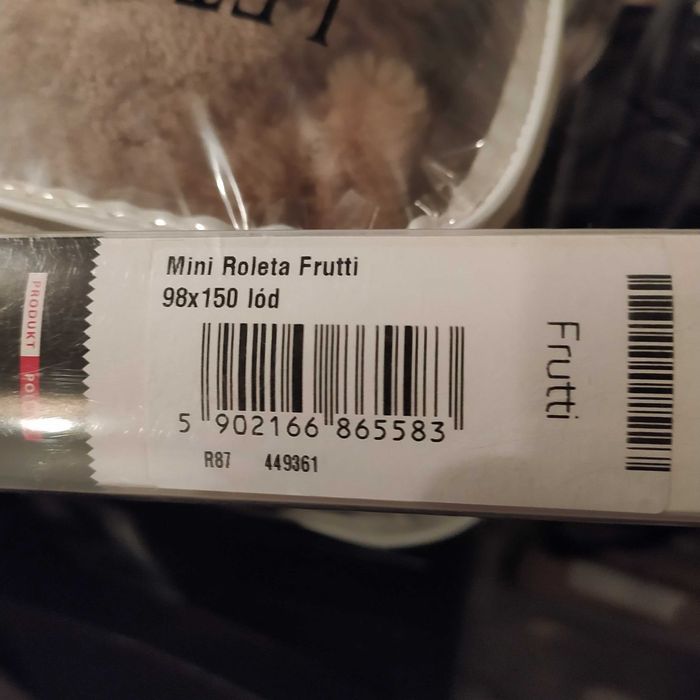 Mini Roleta Frutti
98x150 lód
5 902166 865583
R87 449361
Frutti
PRODUKT